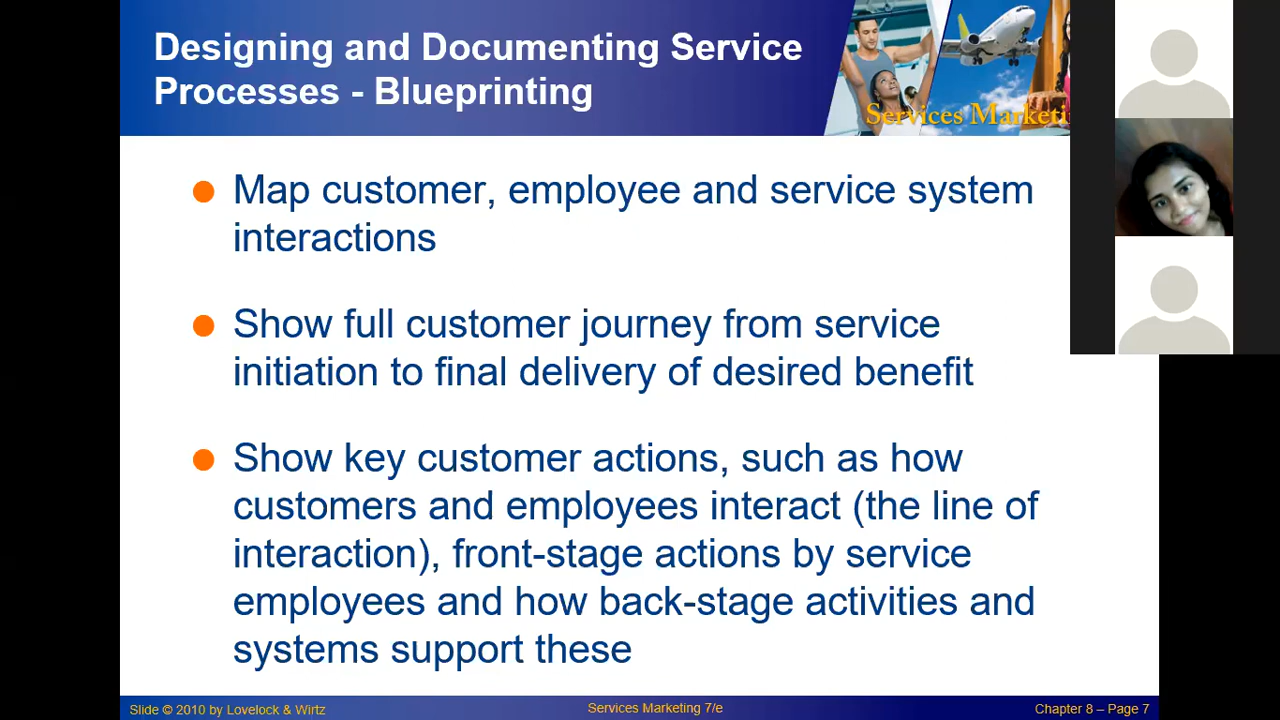 Designing and Documenting Service
Processes - Blueprinting
Services Marketi
Map customer, employee and service system
interactions
Show full customer journey from service
initiation to final delivery of desired benefit
Show key customer actions, such as how
customers and employees interact (the line of
interaction), front-stage actions by service
employees and how back-stage activities and
systems support these
Slide © 2010 by Lovelock & Wirtz
Services Marketing 7/e
Chapter 8 – Page 7